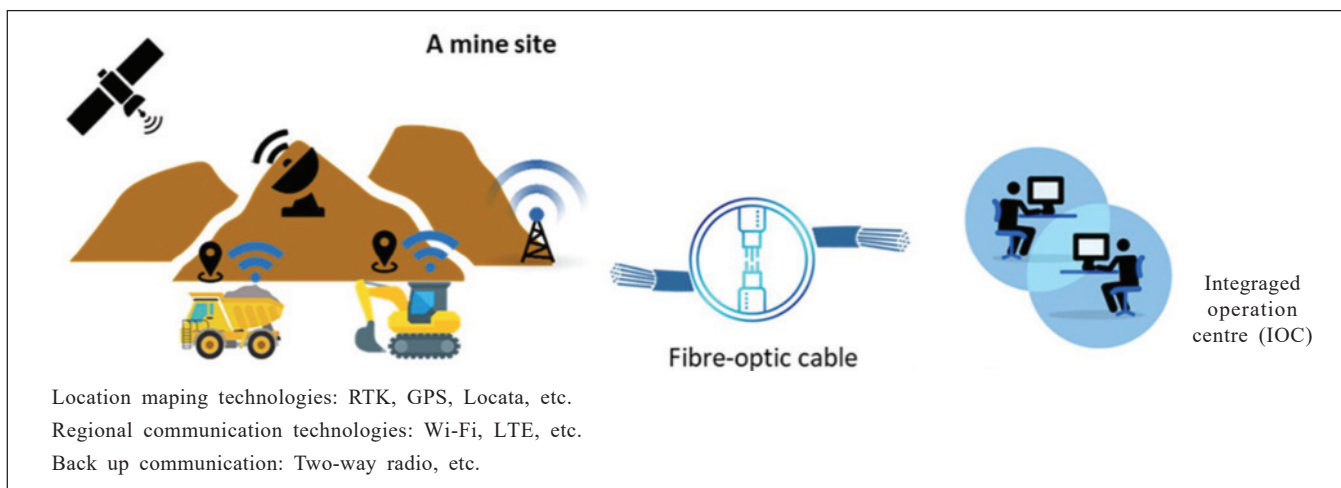 A mine site
Fibre-optic cable
Integraged
operation
centre (IOC)
Location maping technologies: RTK, GPS, Locata, etc.
Regional communication technologies: Wi-Fi, LTE, etc.
Back up communication: Two-way radio, etc.